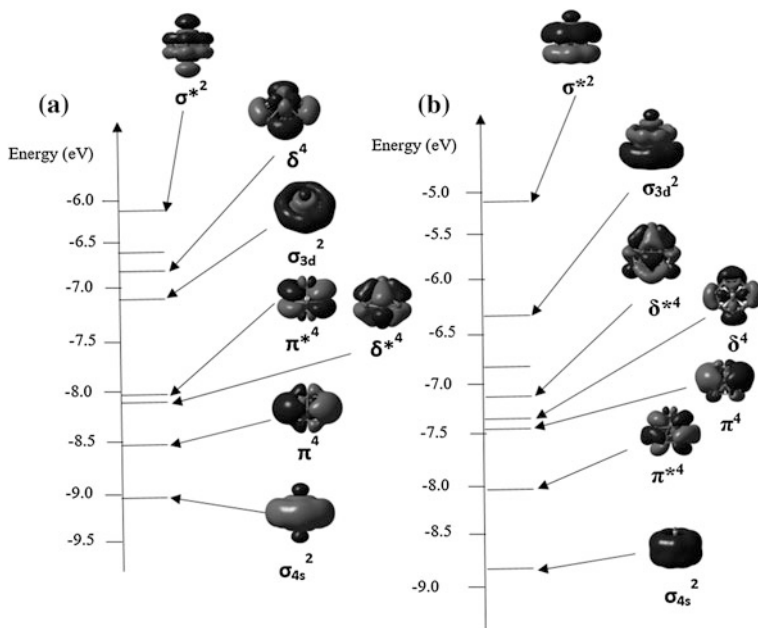 (a)
σ*²
Energy (eV)
δ⁴
-6.0
-6.5
σ3d²
-7.0
π*⁴
δ*⁴
-7.5
-8.0
-8.5
π⁴
-9.0
-9.5
σ4s²
(b)
σ*²
Energy (eV)
-5.0
σ3d²
-5.5
-6.0
δ*⁴
-6.5
δ⁴
-7.0
π⁴
-7.5
π*⁴
-8.0
-8.5
-9.0
σ4s²